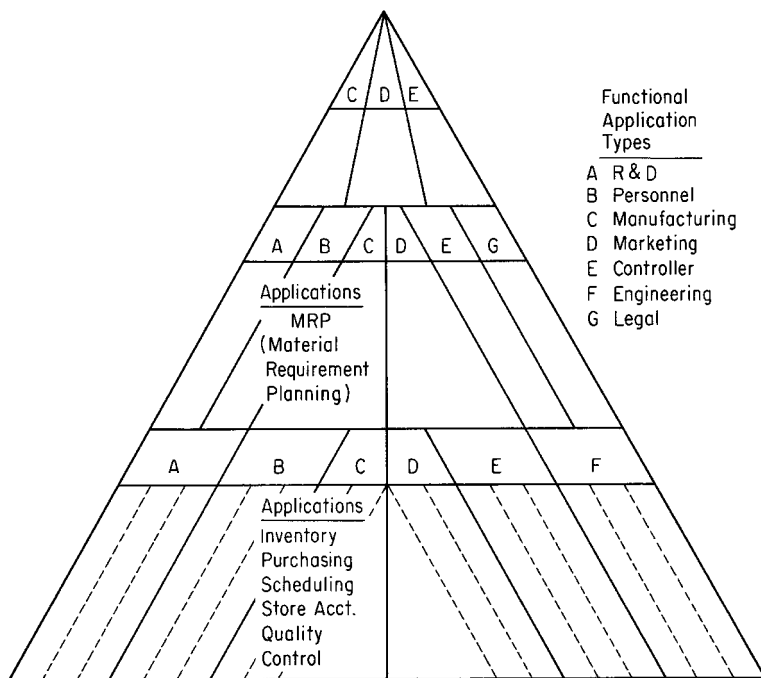 C D E
Functional
Application
Types
A R & D
B Personnel
C Manufacturing
D Marketing
E Controller
F Engineering
G Legal
A B C D E G
Applications
MRP
(Material
Requirement
Planning)
A B C D E F
Applications
Inventory
Purchasing
Scheduling
Store Acct.
Quality
Control